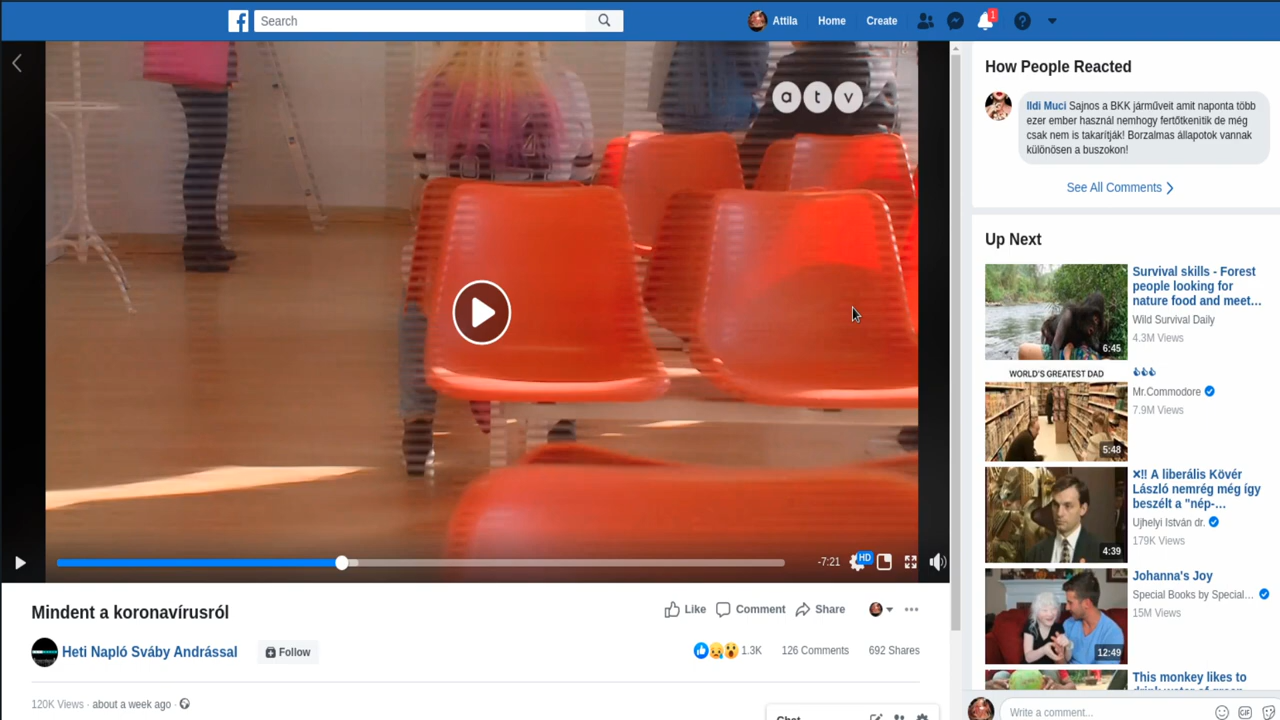 Search
Attila
Home
Create
1
a t v
-7:21
HD
Mindent a koronavírusról
Like
Comment
Share
Heti Napló Sváby Andrással
Follow
1.3K
126 Comments
692 Shares
120K Views · about a week ago ·
Chat
How People Reacted
Ildi Muci Sajnos a BKK járműveit amit naponta több
ezer ember használ nemhogy fertőtkenitik de még
csak nem is takarítják! Borzalmas állapotok vannak
különösen a buszokon!
See All Comments
Up Next
6:45
Survival skills - Forest
people looking for
nature food and meet…
Wild Survival Daily
4.3M Views
WORLD'S GREATEST DAD
5:48
Mr.Commodore
7.9M Views
4:39
❌‼ A liberális Kövér
László nemrég még így
beszélt a "nép-…
Ujhelyi István dr.
179K Views
12:49
Johanna's Joy
Special Books by Special…
15M Views
This monkey likes to
Write a comment...
GIF